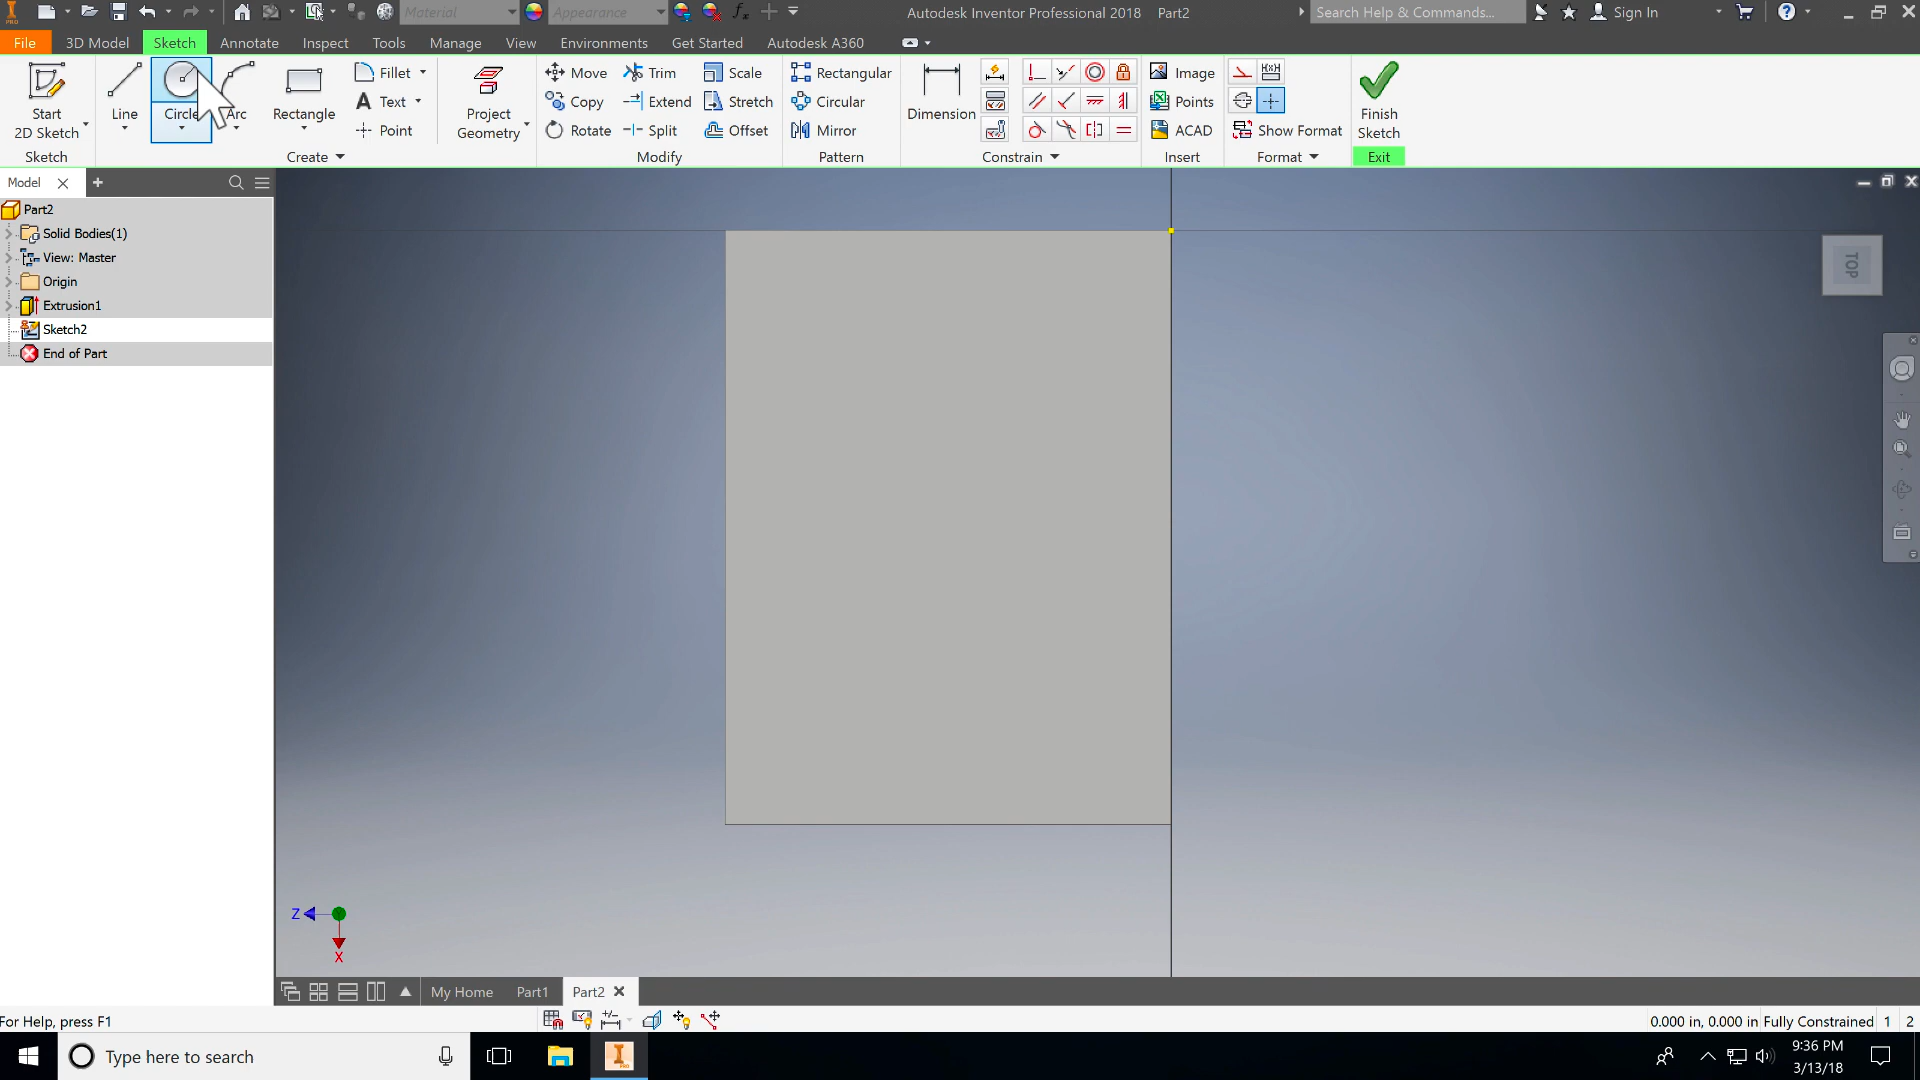 PRO
Material
Appearance
Autodesk Inventor Professional 2018 Part2
Search Help & Commands...
Sign In
File 3D Model Sketch Annotate Inspect Tools Manage View Environments Get Started Autodesk A360
Start
2D Sketch
Sketch
Line
Circle
Arc
Rectangle
Fillet
Text
Point
Create
Project
Geometry
Move
Copy
Rotate
Trim
Extend
Split
Scale
Stretch
Offset
Modify
Rectangular
Circular
Mirror
Pattern
Dimension
Constrain
Image
Points
ACAD
Insert
Show Format
Format
Finish
Sketch
Exit
Model
Part2
Solid Bodies(1)
View: Master
Origin
Extrusion1
Sketch2
End of Part
TOP
Z
X
My Home Part1 Part2
For Help, press F1
0.000 in, 0.000 in Fully Constrained 1 2
Type here to search
9:36 PM
3/13/18